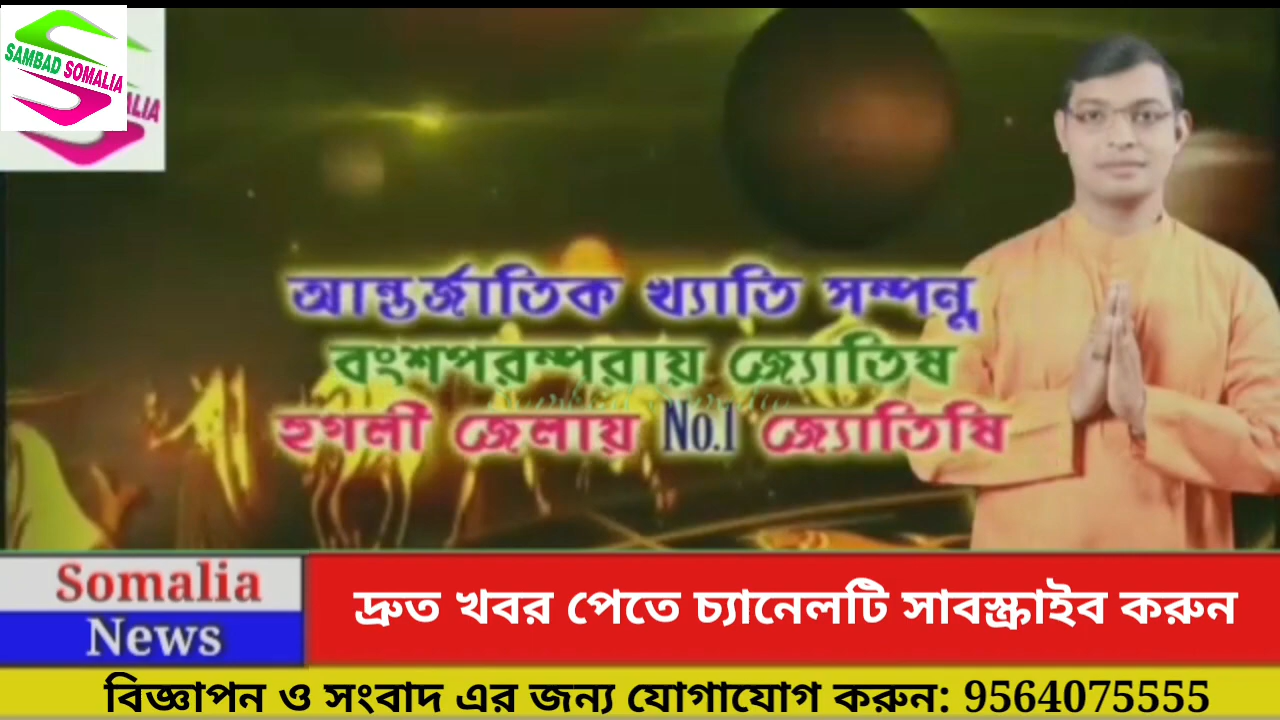 SAMBAD SOMALIA
ALIA
আন্তর্জাতিক খ্যাতি সম্পন্ন
বংশপরম্পরায় জ্যোতিষ
হুগলী জেলায় No.1 জ্যোতিষি
Somalia
News
দ্রুত খবর পেতে চ্যানেলটি সাবস্ক্রাইব করুন
বিজ্ঞাপন ও সংবাদ এর জন্য যোগাযোগ করুন: 9564075555